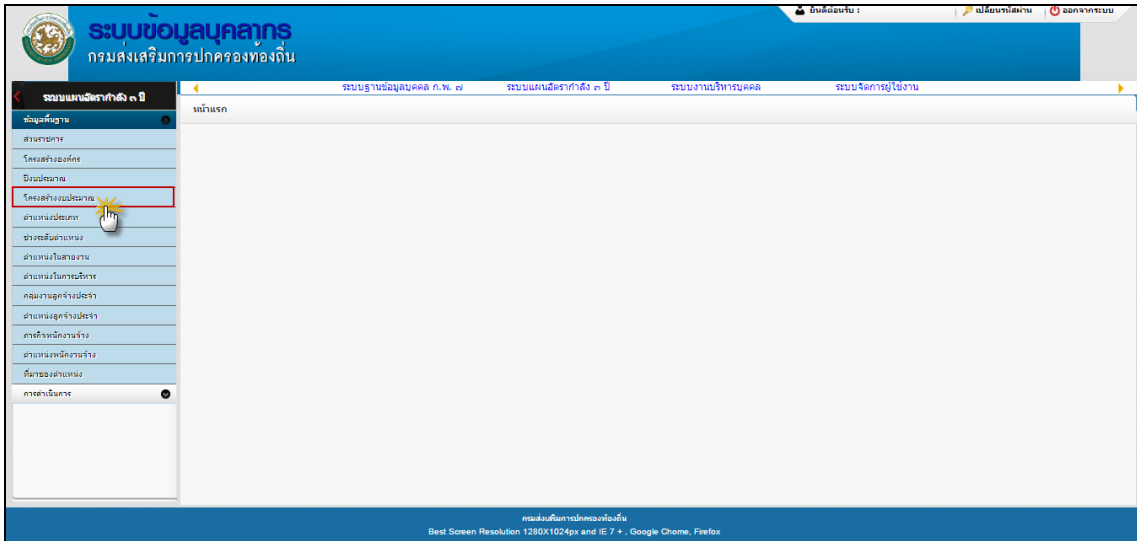 ยินดีต้อนรับ : เปลี่ยนรหัสผ่าน ออกจากระบบ
ระบบข้อมูลบุคลากร
กรมส่งเสริมการปกครองท้องถิ่น
ระบบฐานข้อมูลบุคคล ก.พ. ๗ ระบบแผนอัตรากำลัง ๓ ปี ระบบงานบริหารบุคคล ระบบจัดการผู้ใช้งาน
ระบบแผนอัตรากำลัง ๓ ปี
หน้าแรก
ข้อมูลพื้นฐาน
ส่วนราชการ
โครงสร้างองค์กร
ปีงบประมาณ
โครงสร้างงบประมาณ
ตำแหน่งประเภท
ช่วงระดับตำแหน่ง
ตำแหน่งในสายงาน
ตำแหน่งในการบริหาร
กลุ่มงานลูกจ้างประจำ
ตำแหน่งลูกจ้างประจำ
ภารกิจพนักงานจ้าง
ตำแหน่งพนักงานจ้าง
ที่มาของตำแหน่ง
การดำเนินการ
กรมส่งเสริมการปกครองท้องถิ่น
Best Screen Resolution 1280X1024px and IE 7 + , Google Chome, Firefox